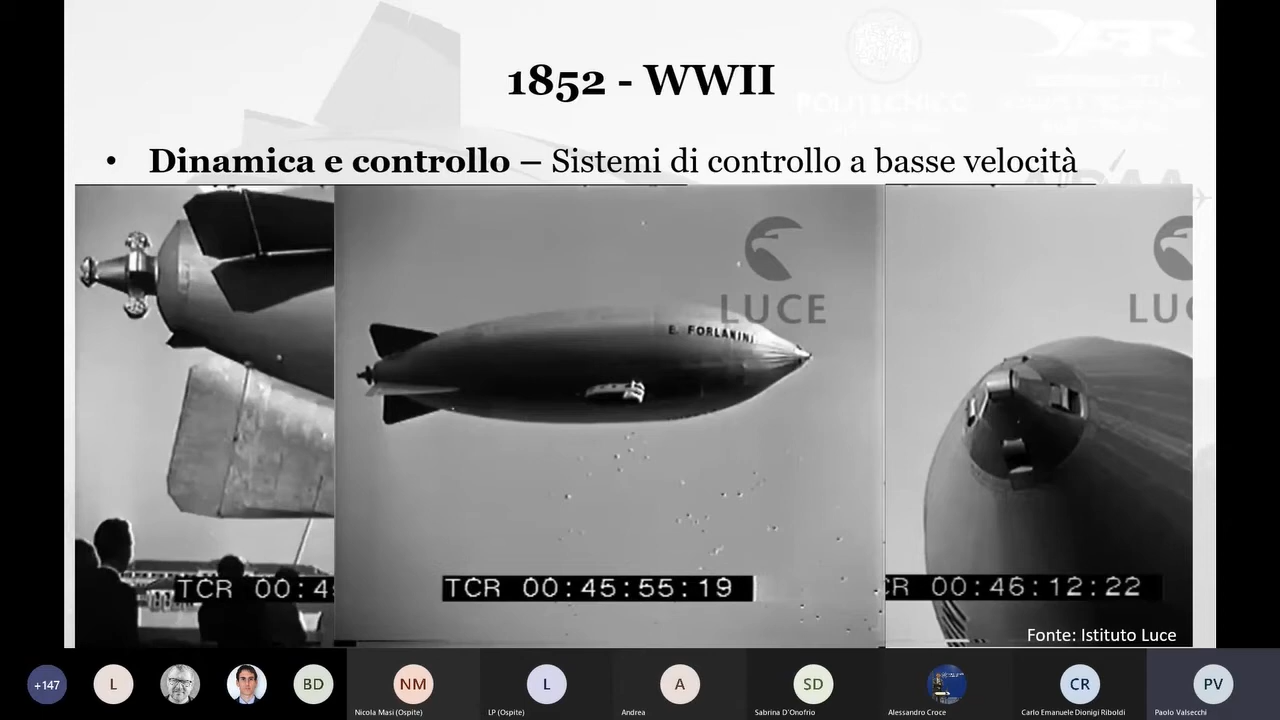 1852 - WWII
POLITECNICO
• Dinamica e controllo – Sistemi di controllo a basse velocità
LUCE
E. FORLANINI
LUC
TCR 00:4
TCR 00:45:55:19
CR 00:46:12:22
Fonte: Istituto Luce
+147
L
BD
NM
L
A
SD
CR
PV
Nicola Masi (Ospite)
LP (Ospite)
Andrea
Sabrina D'Onofrio
Alessandro Croce
Carlo Emanuele Dionigi Riboldi
Paolo Valsecchi